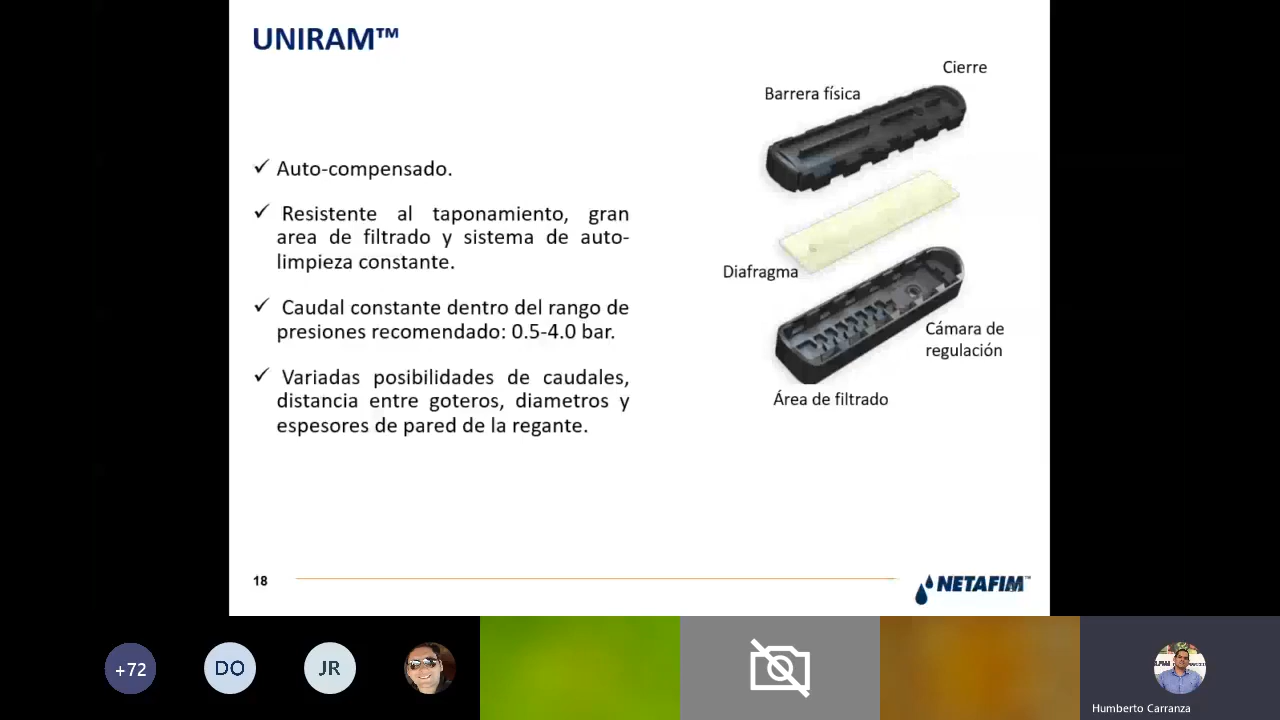 UNIRAM™
Cierre
Barrera física
✓ Auto-compensado.
✓ Resistente al taponamiento, gran
area de filtrado y sistema de auto-
limpieza constante.
Diafragma
✓ Caudal constante dentro del rango de
presiones recomendado: 0.5-4.0 bar.
Cámara de
regulación
✓ Variadas posibilidades de caudales,
distancia entre goteros, diametros y
espesores de pared de la regante.
Área de filtrado
18
NETAFIM™
+72
DO
JR
Humberto Carranza